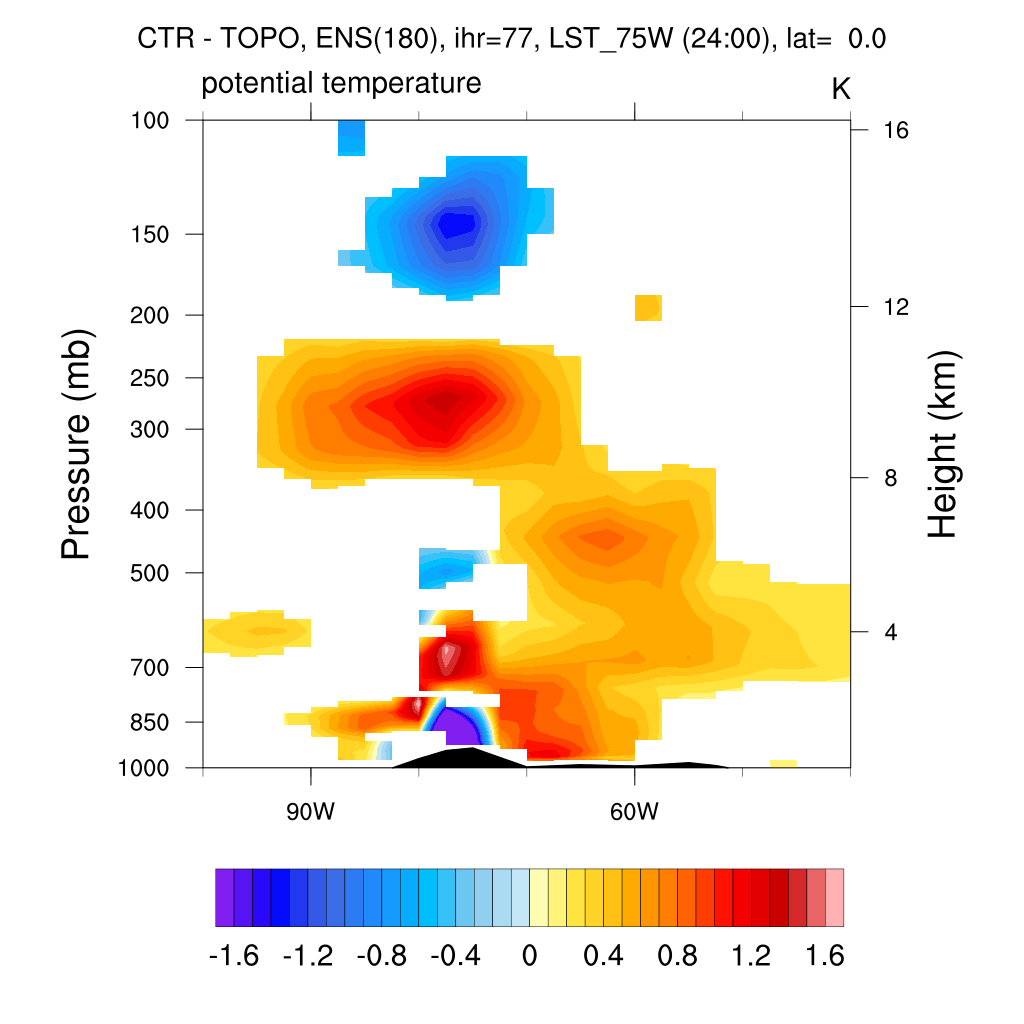 CTR - TOPO, ENS(180), ihr=77, LST_75W (24:00), lat=  0.0
potential temperature K
100
150
200
250
300
400
500
700
850
1000
Pressure (mb)
16
12
8
4
Height (km)
90W 60W
-1.6 -1.2 -0.8 -0.4 0 0.4 0.8 1.2 1.6